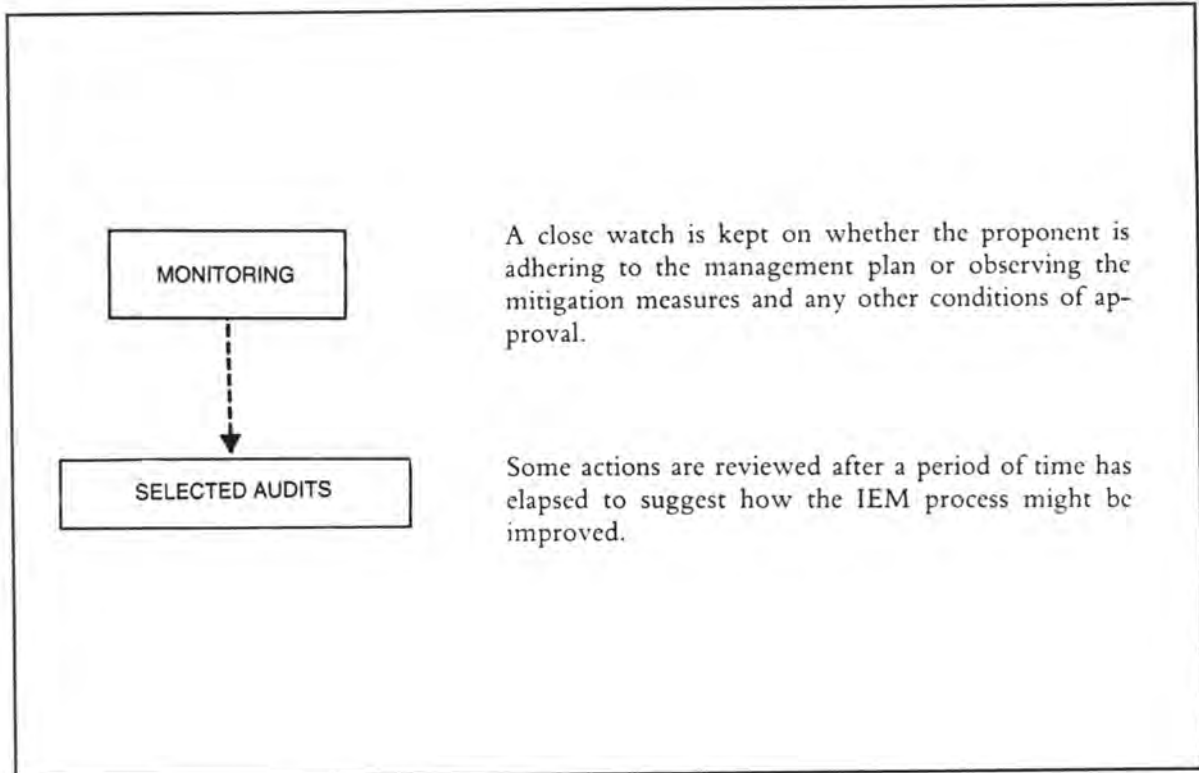 MONITORING
A close watch is kept on whether the proponent is
adhering to the management plan or observing the
mitigation measures and any other conditions of ap-
proval.
SELECTED AUDITS
Some actions are reviewed after a period of time has
elapsed to suggest how the IEM process might be
improved.